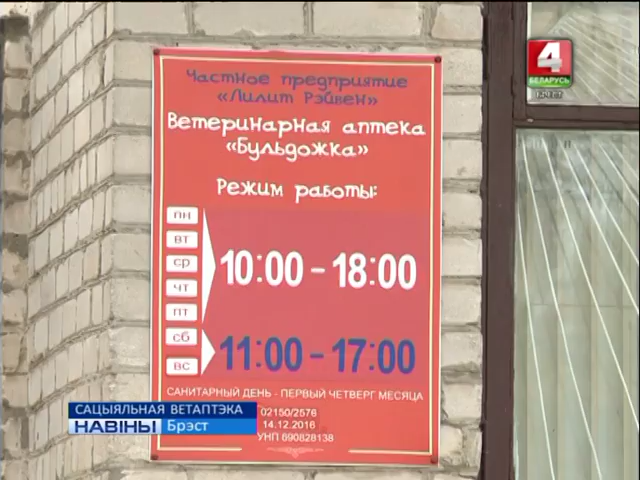 Частное предприятие
«Лилит Рэйвен»
Ветеринарная аптека
«Бульдожка»
Режим работы:
пн
вт
ср
чт
пт
10:00 – 18:00
сб
вс
11:00 – 17:00
САНИТАРНЫЙ ДЕНЬ - ПЕРВЫЙ ЧЕТВЕРГ МЕСЯЦА
02150/2576
14.12.2016
УНП 690828138
4
БЕЛАРУСЬ
САЦЫЯЛЬНАЯ ВЕТАПТЭКА
НАВIНЫ Брэст